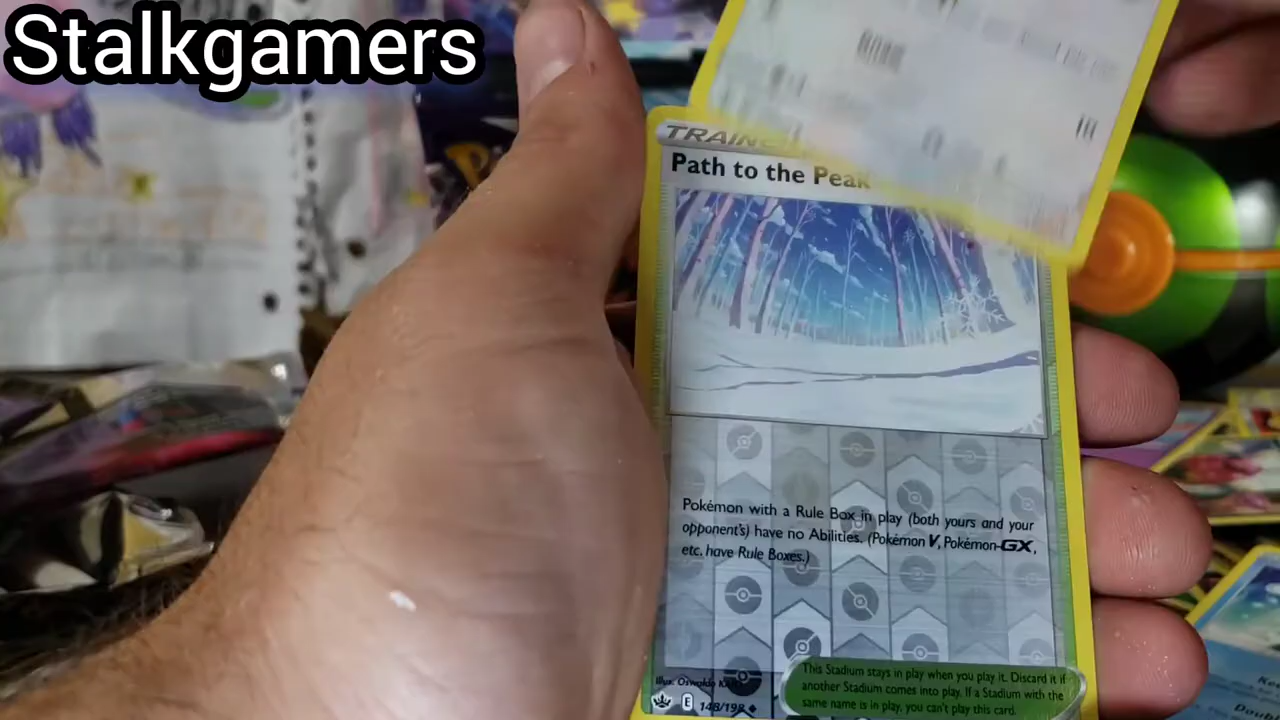 Stalkgamers
TRAINE
Path to the Peak
Pokémon with a Rule Box in play (both yours and your
opponent's) have no Abilities. (Pokémon V, Pokémon-GX,
etc. have Rule Boxes.)
This Stadium stays in play when you play it. Discard it if
another Stadium comes into play. If a Stadium with the
same name is in play, you can't play this card.
Illus. Oswaldo
E
148/198